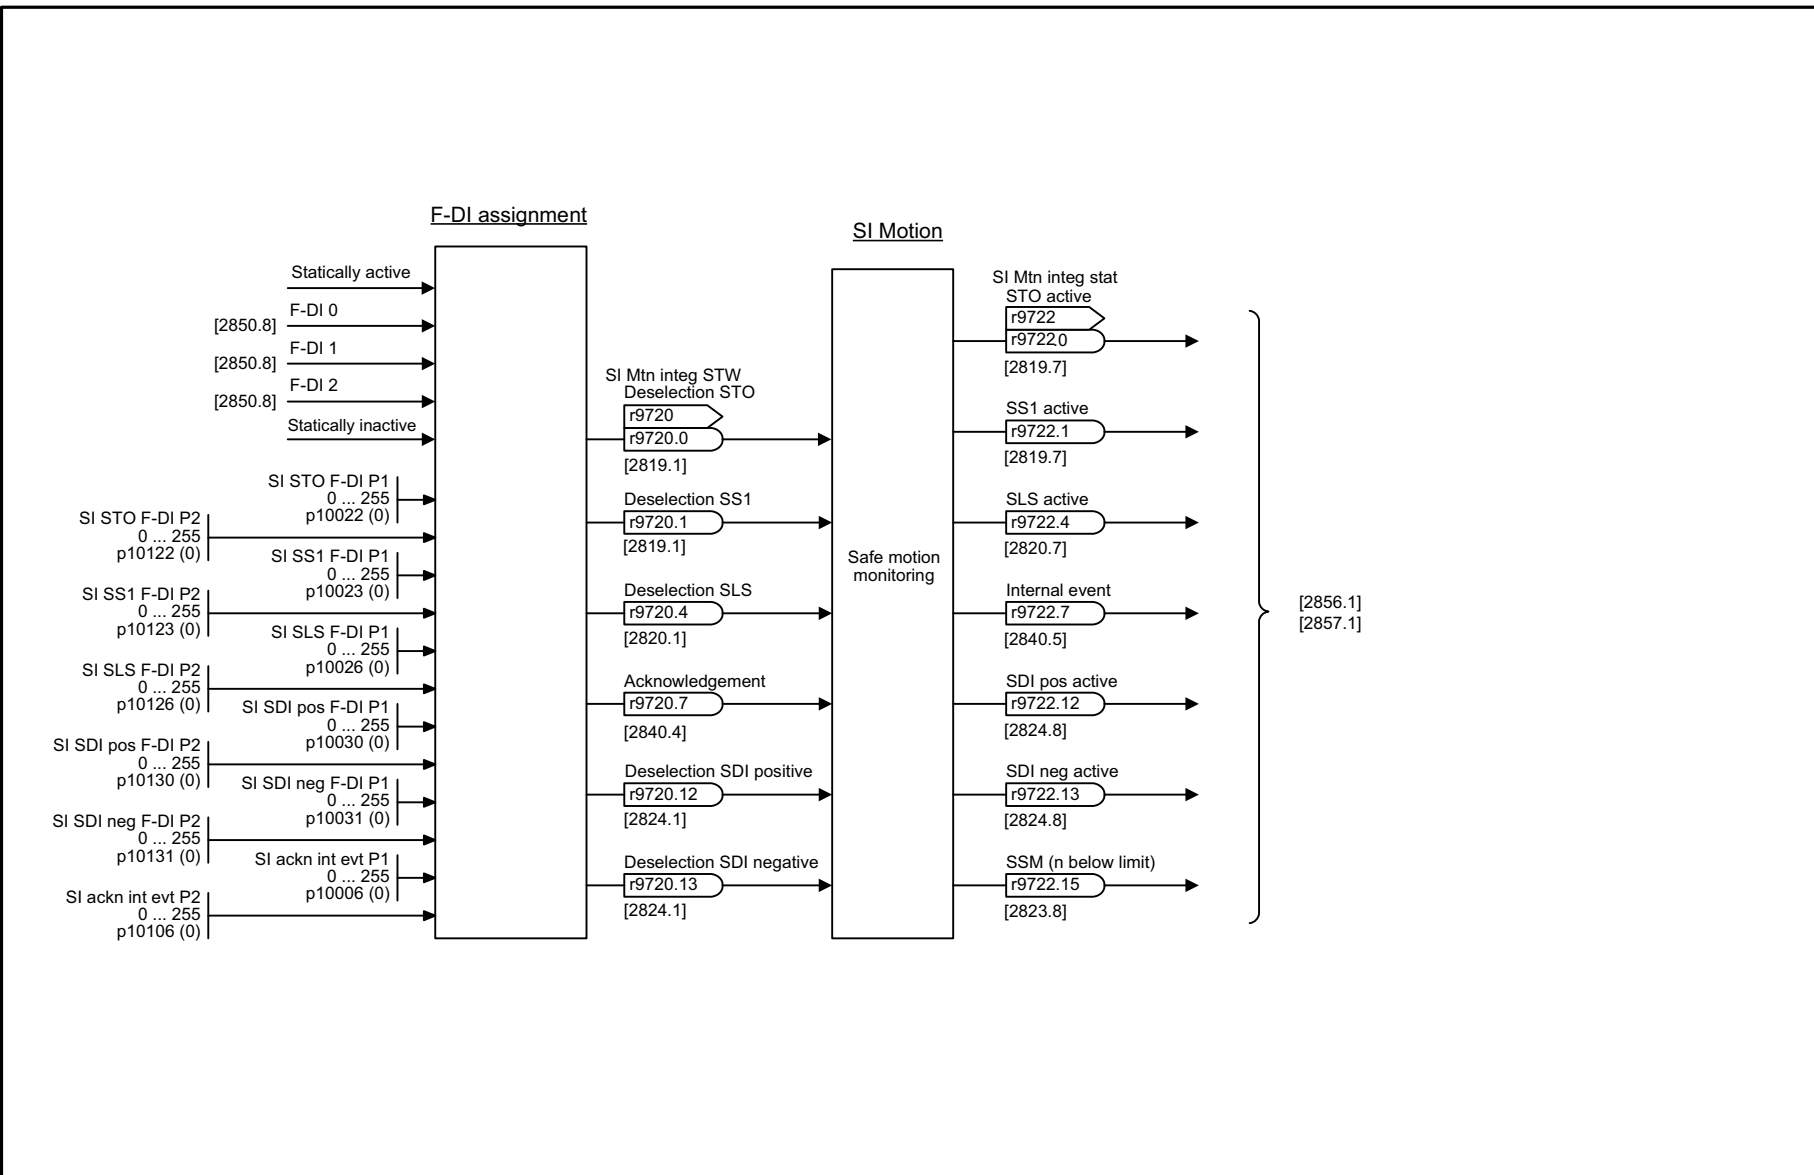 F-DI assignment
Statically active
F-DI 0
[2850.8]
F-DI 1
[2850.8]
F-DI 2
[2850.8]
Statically inactive
SI STO F-DI P1
0 ... 255
p10022 (0)
SI STO F-DI P2
0 ... 255
p10122 (0)
SI SS1 F-DI P1
0 ... 255
p10023 (0)
SI SS1 F-DI P2
0 ... 255
p10123 (0)
SI SLS F-DI P1
0 ... 255
p10026 (0)
SI SLS F-DI P2
0 ... 255
p10126 (0)
SI SDI pos F-DI P1
0 ... 255
p10030 (0)
SI SDI pos F-DI P2
0 ... 255
p10130 (0)
SI SDI neg F-DI P1
0 ... 255
p10031 (0)
SI SDI neg F-DI P2
0 ... 255
p10131 (0)
SI ackn int evt P1
0 ... 255
p10006 (0)
SI ackn int evt P2
0 ... 255
p10106 (0)
SI Mtn integ STW
Deselection STO
r9720
r9720.0
[2819.1]
Deselection SS1
r9720.1
[2819.1]
Deselection SLS
r9720.4
[2820.1]
Acknowledgement
r9720.7
[2840.4]
Deselection SDI positive
r9720.12
[2824.1]
Deselection SDI negative
r9720.13
[2824.1]
SI Motion
Safe motion
monitoring
SI Mtn integ stat
STO active
r9722
r9722.0
[2819.7]
SS1 active
r9722.1
[2819.7]
SLS active
r9722.4
[2820.7]
Internal event
r9722.7
[2840.5]
SDI pos active
r9722.12
[2824.8]
SDI neg active
r9722.13
[2824.8]
SSM (n below limit)
r9722.15
[2823.8]
[2856.1]
[2857.1]